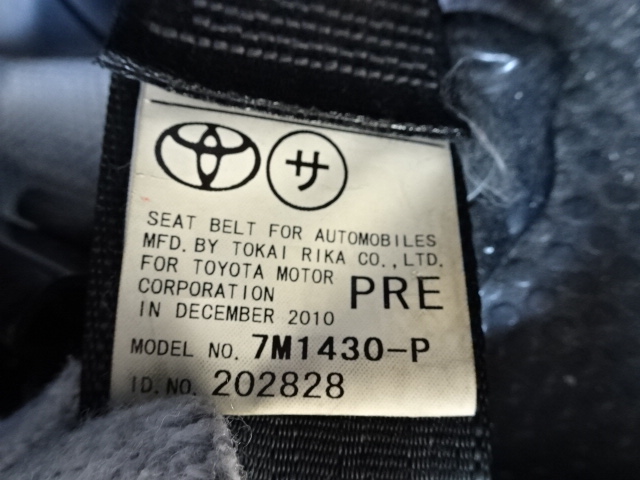 サ
SEAT BELT FOR AUTOMOBILES
MFD. BY TOKAI RIKA CO., LTD.
FOR TOYOTA MOTOR
CORPORATION PRE
IN DECEMBER 2010
MODEL NO. 7M1430-P
ID.NO. 202828